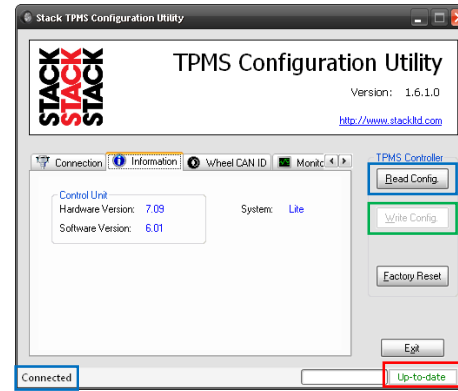 Stack TPMS Configuration Utility
STACK
STACK
STACK
TPMS Configuration Utility
Version: 1.6.1.0
http://www.stackltd.com
Connection
Information
Wheel CAN ID
TPMS Controller
Read Config.
Control Unit
Hardware Version: 7.09
System: Lite
Software Version: 6.01
Write Config.
Factory Reset
Exit
Connected
Up-to-date